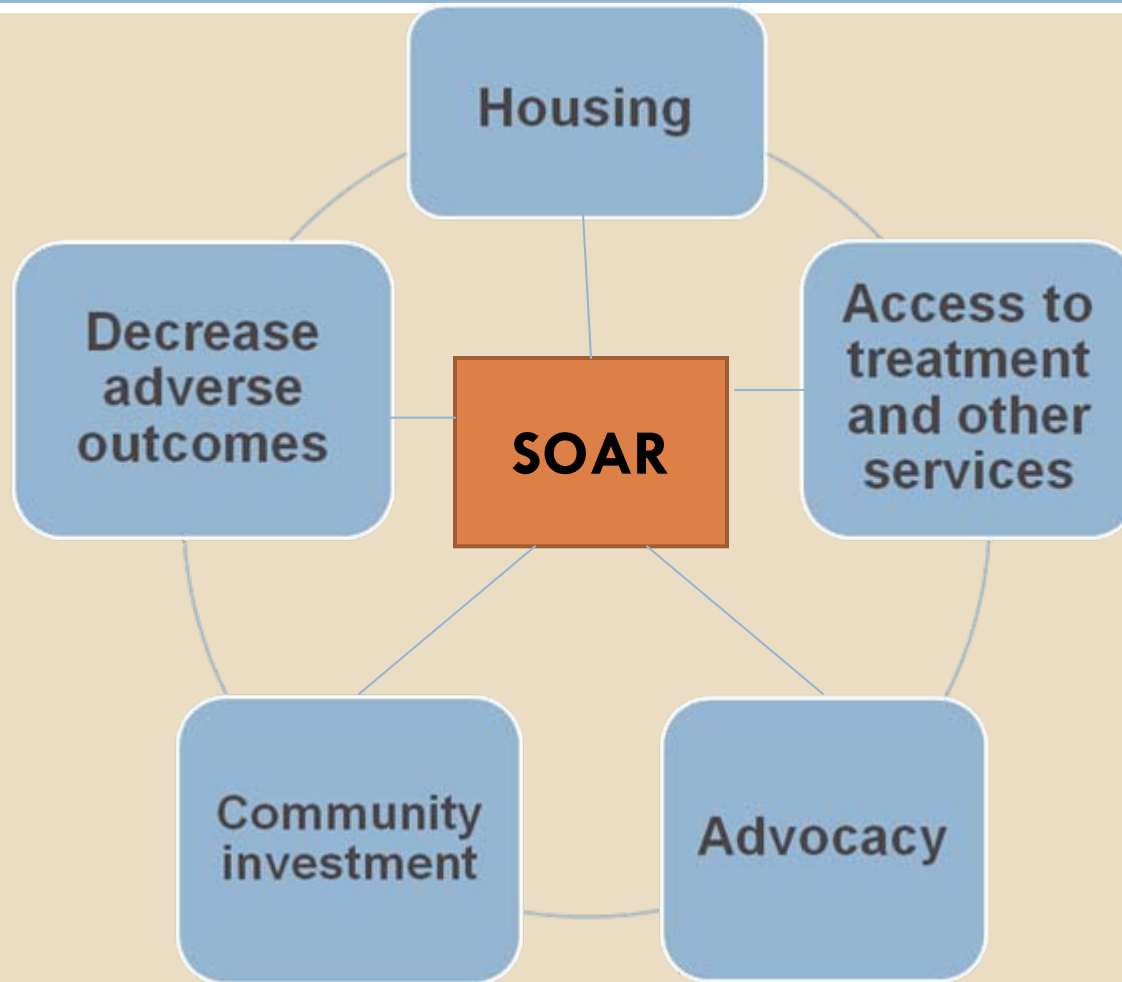 Housing
Decrease
adverse
outcomes
SOAR
Access to
treatment
and other
services
Community
investment
Advocacy